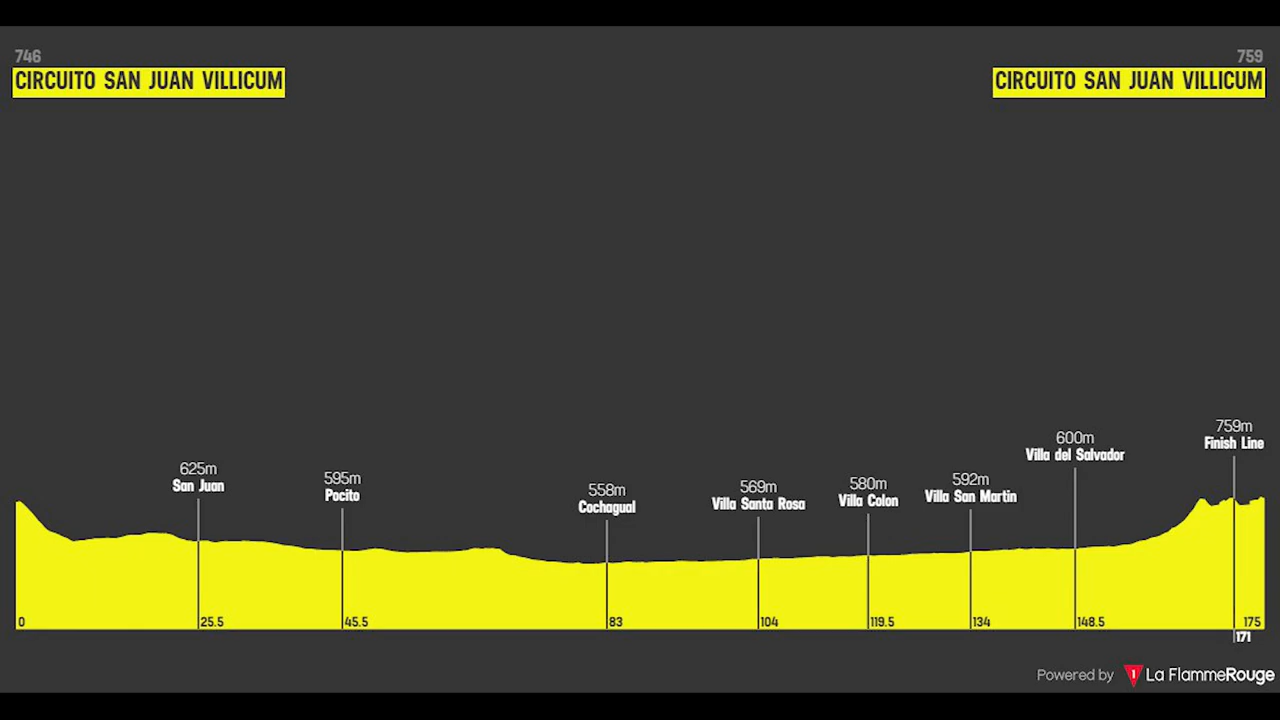 746
759
CIRCUITO SAN JUAN VILLICUM
CIRCUITO SAN JUAN VILLICUM
625m
San Juan
595m
Pocito
558m
Cochagual
569m
Villa Santa Rosa
580m
Villa Colon
592m
Villa San Martin
600m
Villa del Salvador
759m
Finish Line
0
25.5
45.5
83
104
119.5
134
148.5
175
171
Powered by 1 La FlammeRouge